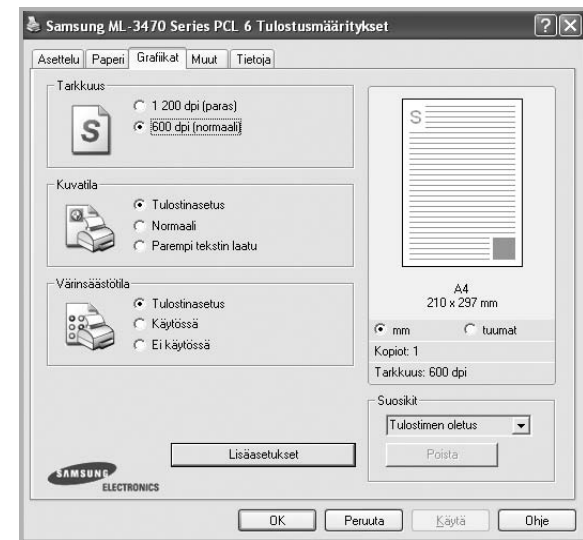 Samsung ML-3470 Series PCL 6 Tulostusmääritykset
Asettelu Paperi Grafiikat Muut Tietoja
Tarkkuus
S
1 200 dpi (paras)
600 dpi (normaali)
Kuvatila
Tulostinasetus
Normaali
Parempi tekstin laatu
Värinsäästötila
Tulostinasetus
Käytössä
Ei käytössä
Lisäasetukset
SAMSUNG
ELECTRONICS
S
A4
210 x 297 mm
mm tuumat
Kopiot: 1
Tarkkuus: 600 dpi
Suosikit
Tulostimen oletus
Poista
OK Peruuta Käytä Ohje